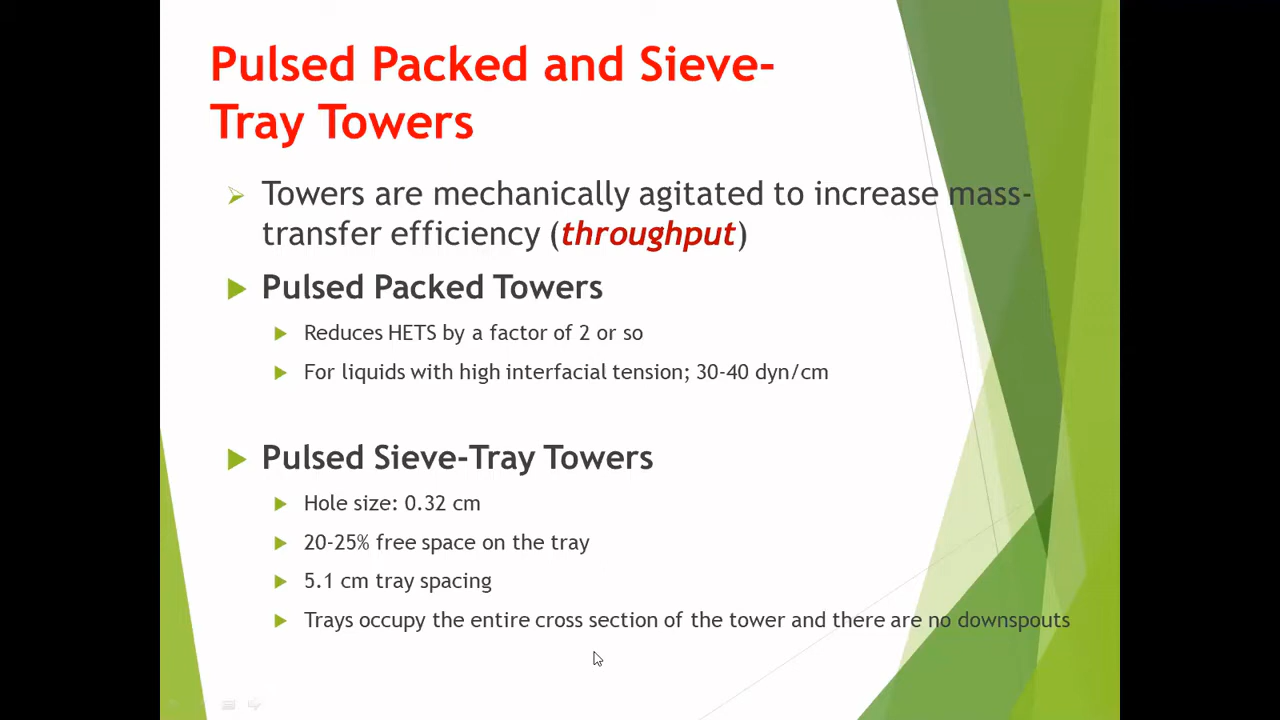 Pulsed Packed and Sieve-
Tray Towers
Towers are mechanically agitated to increase mass-
transfer efficiency (throughput)
Pulsed Packed Towers
Reduces HETS by a factor of 2 or so
For liquids with high interfacial tension; 30-40 dyn/cm
Pulsed Sieve-Tray Towers
Hole size: 0.32 cm
20-25% free space on the tray
5.1 cm tray spacing
Trays occupy the entire cross section of the tower and there are no downspouts